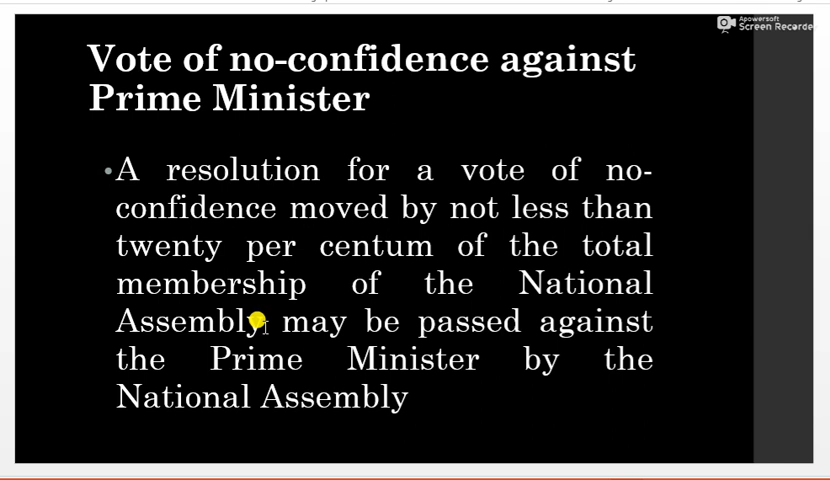 Apowersoft
Screen Recorder
Vote of no-confidence against
Prime Minister
•A resolution for a vote of no-
confidence moved by not less than
twenty per centum of the total
membership of the National
Assembly, may be passed against
the Prime Minister by the
National Assembly